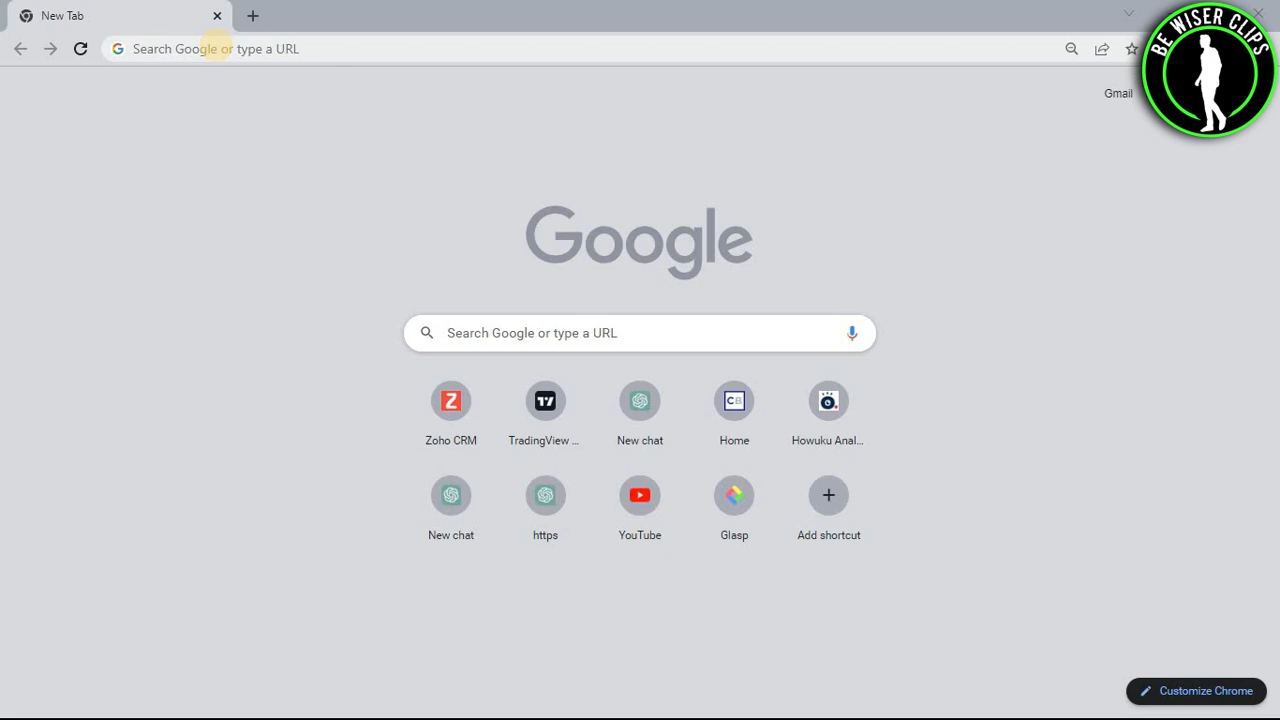 New Tab
Search Google or type a URL
BE WISER CLIPS
Gmail
Google
Search Google or type a URL
Z
CB
Zoho CRM
TradingView ...
New chat
Home
Howuku Anal...
New chat
https
YouTube
Glasp
Add shortcut
Customize Chrome